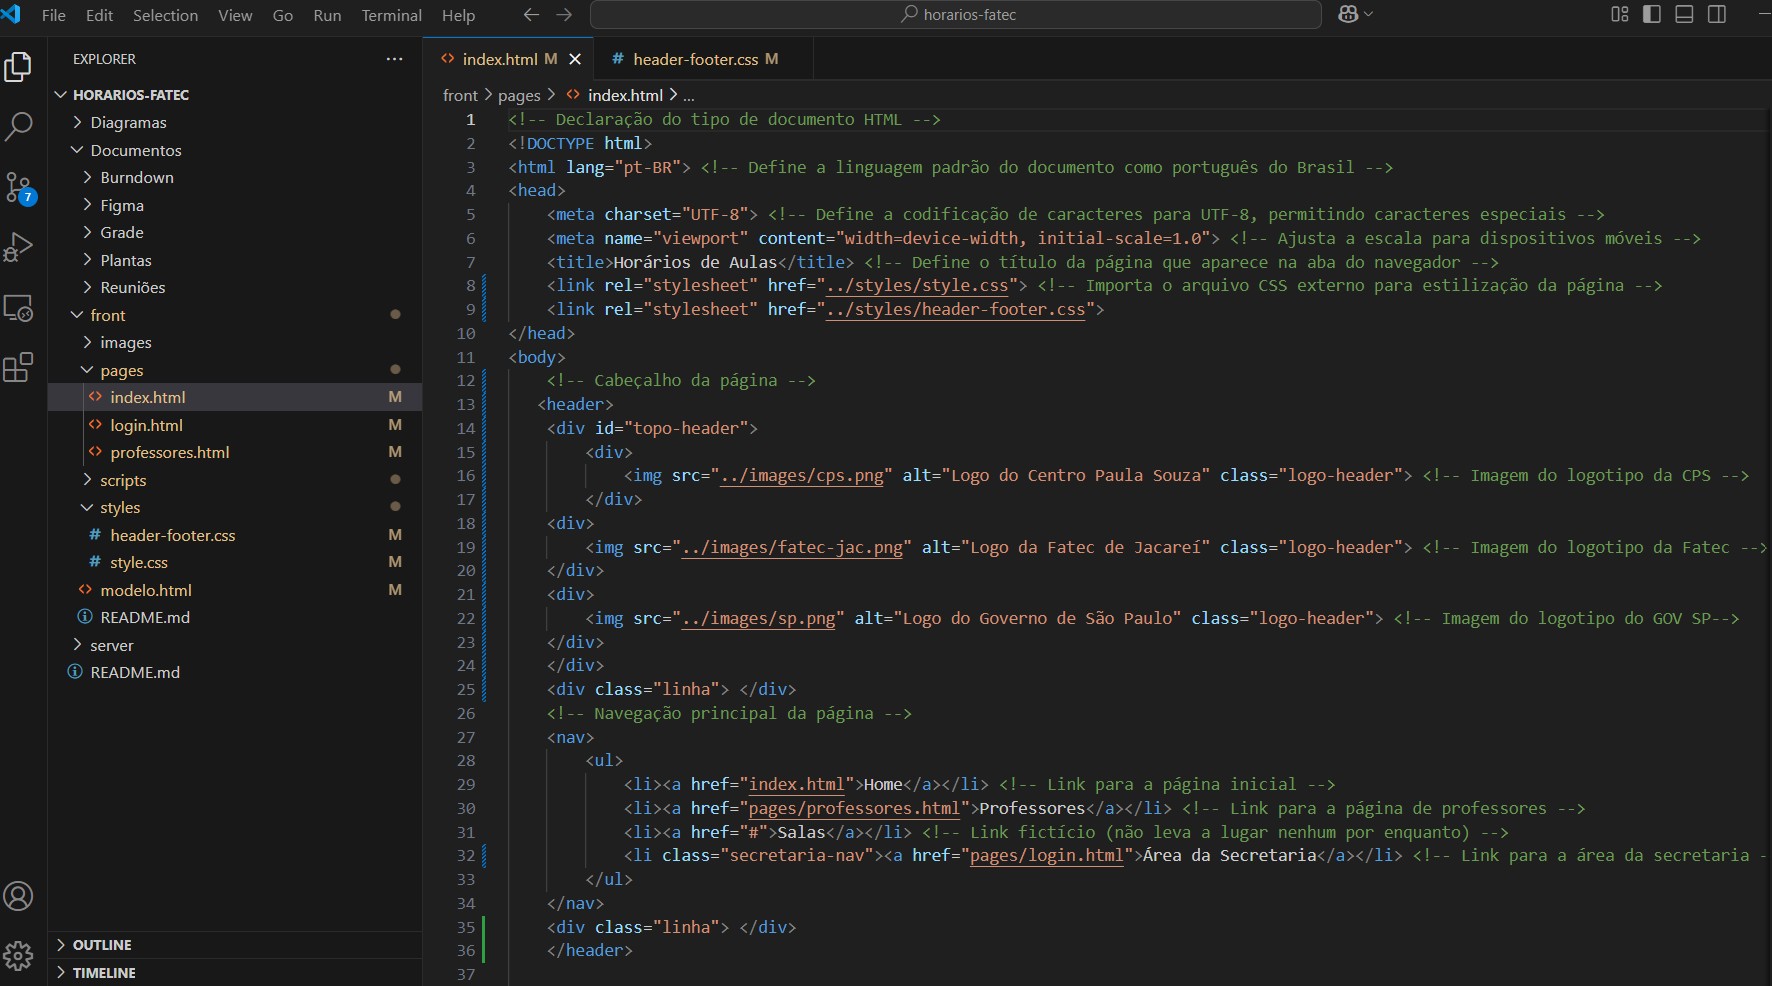 File Edit Selection View Go Run Terminal Help
horarios-fatec
EXPLORER
HORARIOS-FATEC
Diagramas
Documentos
Burndown
Figma
Grade
Plantas
Reuniões
front
images
pages
index.html M
login.html M
professores.html M
scripts
styles
header-footer.css M
style.css M
modelo.html M
README.md
server
README.md
OUTLINE
TIMELINE
7
index.html M header-footer.css M
front pages index.html ...
1 <!-- Declaração do tipo de documento HTML -->
2 <!DOCTYPE html>
3 <html lang="pt-BR"> <!-- Define a linguagem padrão do documento como português do Brasil -->
4 <head>
5 <meta charset="UTF-8"> <!-- Define a codificação de caracteres para UTF-8, permitindo caracteres especiais -->
6 <meta name="viewport" content="width=device-width, initial-scale=1.0"> <!-- Ajusta a escala para dispositivos móveis -->
7 <title>Horários de Aulas</title> <!-- Define o título da página que aparece na aba do navegador -->
8 <link rel="stylesheet" href="../styles/style.css"> <!-- Importa o arquivo CSS externo para estilização da página -->
9 <link rel="stylesheet" href="../styles/header-footer.css">
10 </head>
11 <body>
12 <!-- Cabeçalho da página -->
13 <header>
14 <div id="topo-header">
15 <div>
16 <img src="../images/cps.png" alt="Logo do Centro Paula Souza" class="logo-header"> <!-- Imagem do logotipo da CPS -->
17 </div>
18 <div>
19 <img src="../images/fatec-jac.png" alt="Logo da Fatec de Jacareí" class="logo-header"> <!-- Imagem do logotipo da Fatec -->
20 </div>
21 <div>
22 <img src="../images/sp.png" alt="Logo do Governo de São Paulo" class="logo-header"> <!-- Imagem do logotipo do GOV SP-->
23 </div>
24 </div>
25 <div class="linha"> </div>
26 <!-- Navegação principal da página -->
27 <nav>
28 <ul>
29 <li><a href="index.html">Home</a></li> <!-- Link para a página inicial -->
30 <li><a href="pages/professores.html">Professores</a></li> <!-- Link para a página de professores -->
31 <li><a href="#">Salas</a></li> <!-- Link fictício (não leva a lugar nenhum por enquanto) -->
32 <li class="secretaria-nav"><a href="pages/login.html">Área da Secretaria</a></li> <!-- Link para a área da secretaria -
33 </ul>
34 </nav>
35 <div class="linha"> </div>
36 </header>
37